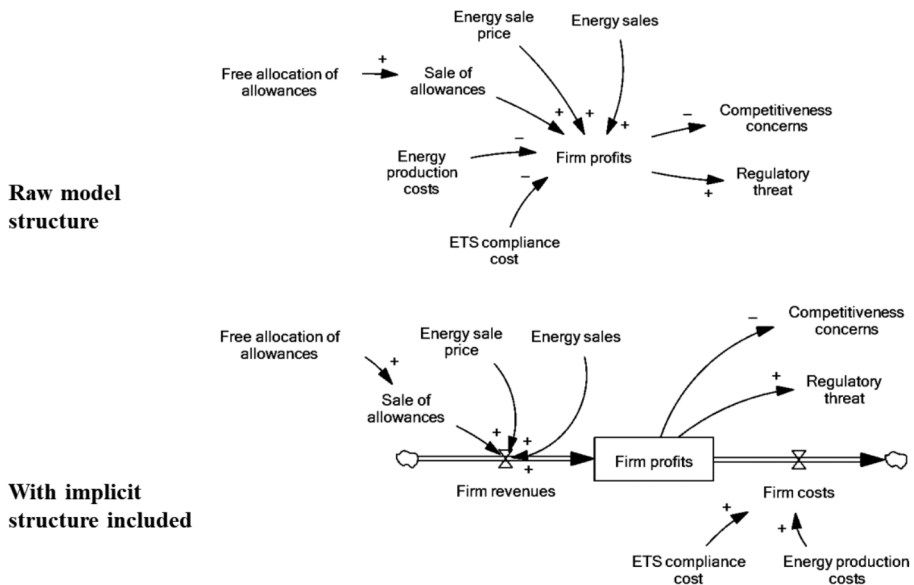 Energy sale
price
Energy sales
+
Free allocation of
allowances
Sale of
allowances
+
+
+
−
Competitiveness
concerns
−
Energy
production
costs
Firm profits
−
Regulatory
threat
+
Raw model
structure
ETS compliance
cost
Competitiveness
concerns
−
Free allocation of
allowances
Energy sale
price
Energy sales
+
+
Regulatory
threat
Sale of
allowances
+
+
+
Firm profits
Firm revenues
Firm costs
With implicit
structure included
+
+
ETS compliance
cost
Energy production
costs